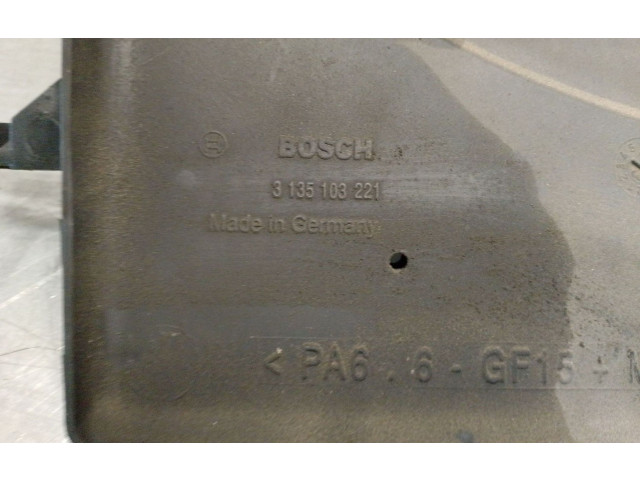 BOSCH
3 135 103 221
Made in Germany
< PA6 . 6 - GF15 + M